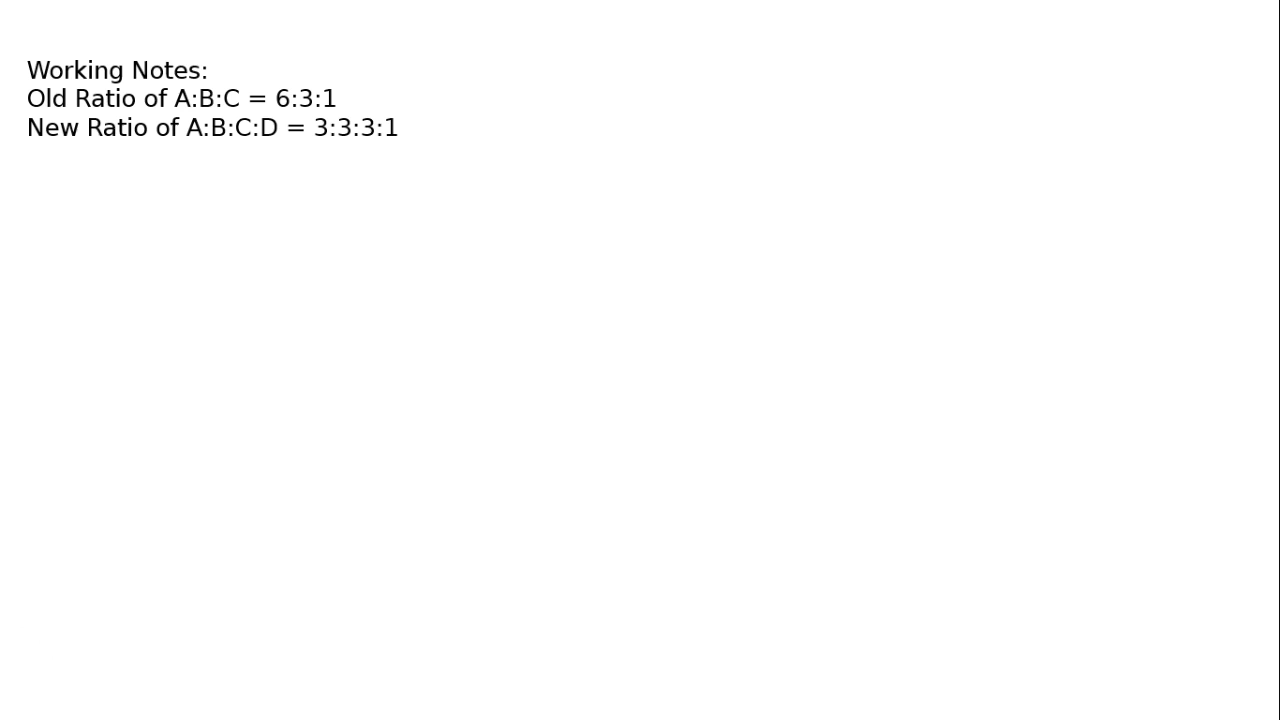 Working Notes:
Old Ratio of A:B:C = 6:3:1
New Ratio of A:B:C:D = 3:3:3:1